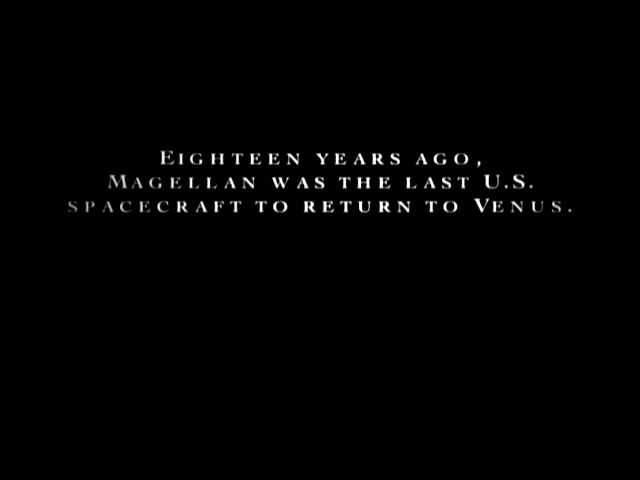 Eighteen years ago,
Magellan was the last U.S.
spacecraft to return to Venus.